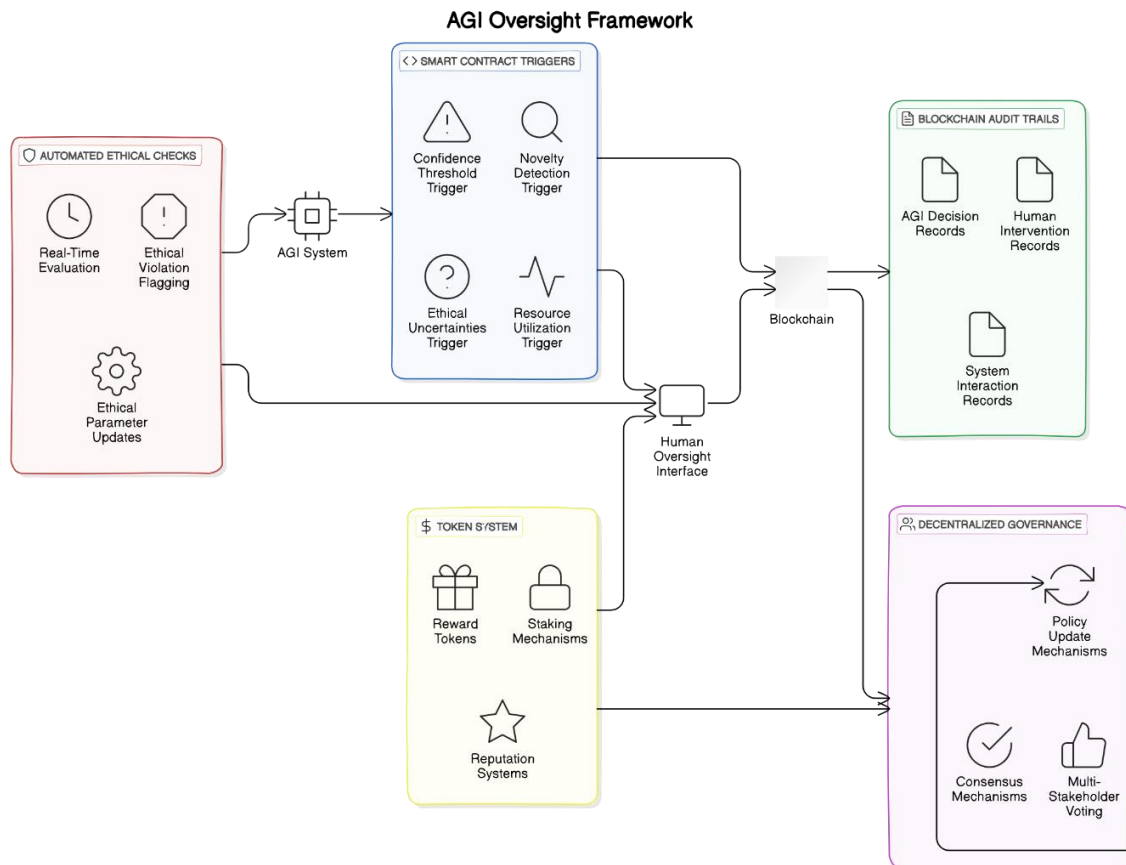 AGI Oversight Framework
SMART CONTRACT TRIGGERS
Confidence
Threshold
Trigger
Novelty
Detection
Trigger
Ethical
Uncertainties
Trigger
Resource
Utilization
Trigger
AUTOMATED ETHICAL CHECKS
Real-Time
Evaluation
Ethical
Violation
Flagging
Ethical
Parameter
Updates
AGI System
BLOCKCHAIN AUDIT TRAILS
AGI Decision
Records
Human
Intervention
Records
System
Interaction
Records
Blockchain
Human
Oversight
Interface
$ TOKEN SYSTEM
Reward
Tokens
Staking
Mechanisms
Reputation
Systems
DECENTRALIZED GOVERNANCE
Policy
Update
Mechanisms
Consensus
Mechanisms
Multi-
Stakeholder
Voting